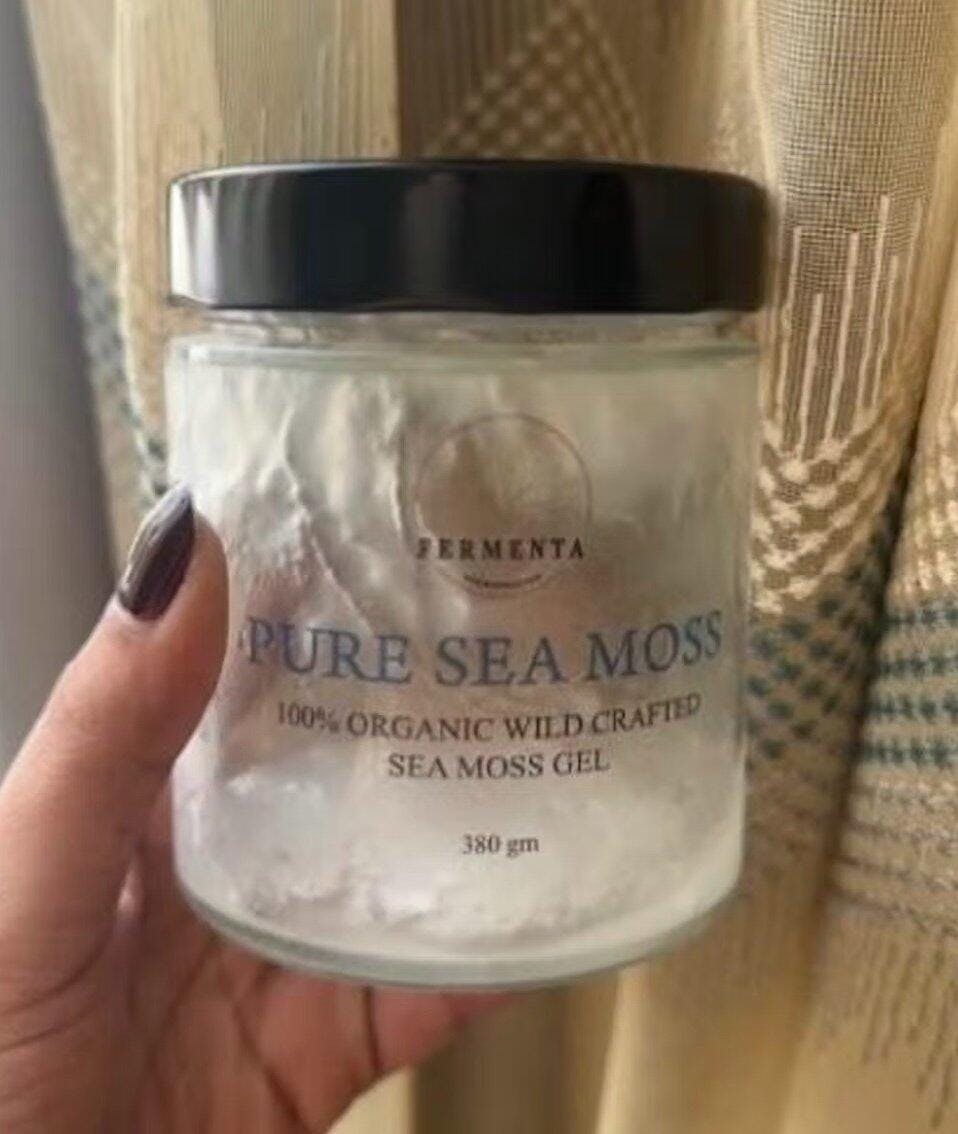 FERMENTA
PURE SEA MOSS
100% ORGANIC WILD CRAFTED
SEA MOSS GEL
380 gm